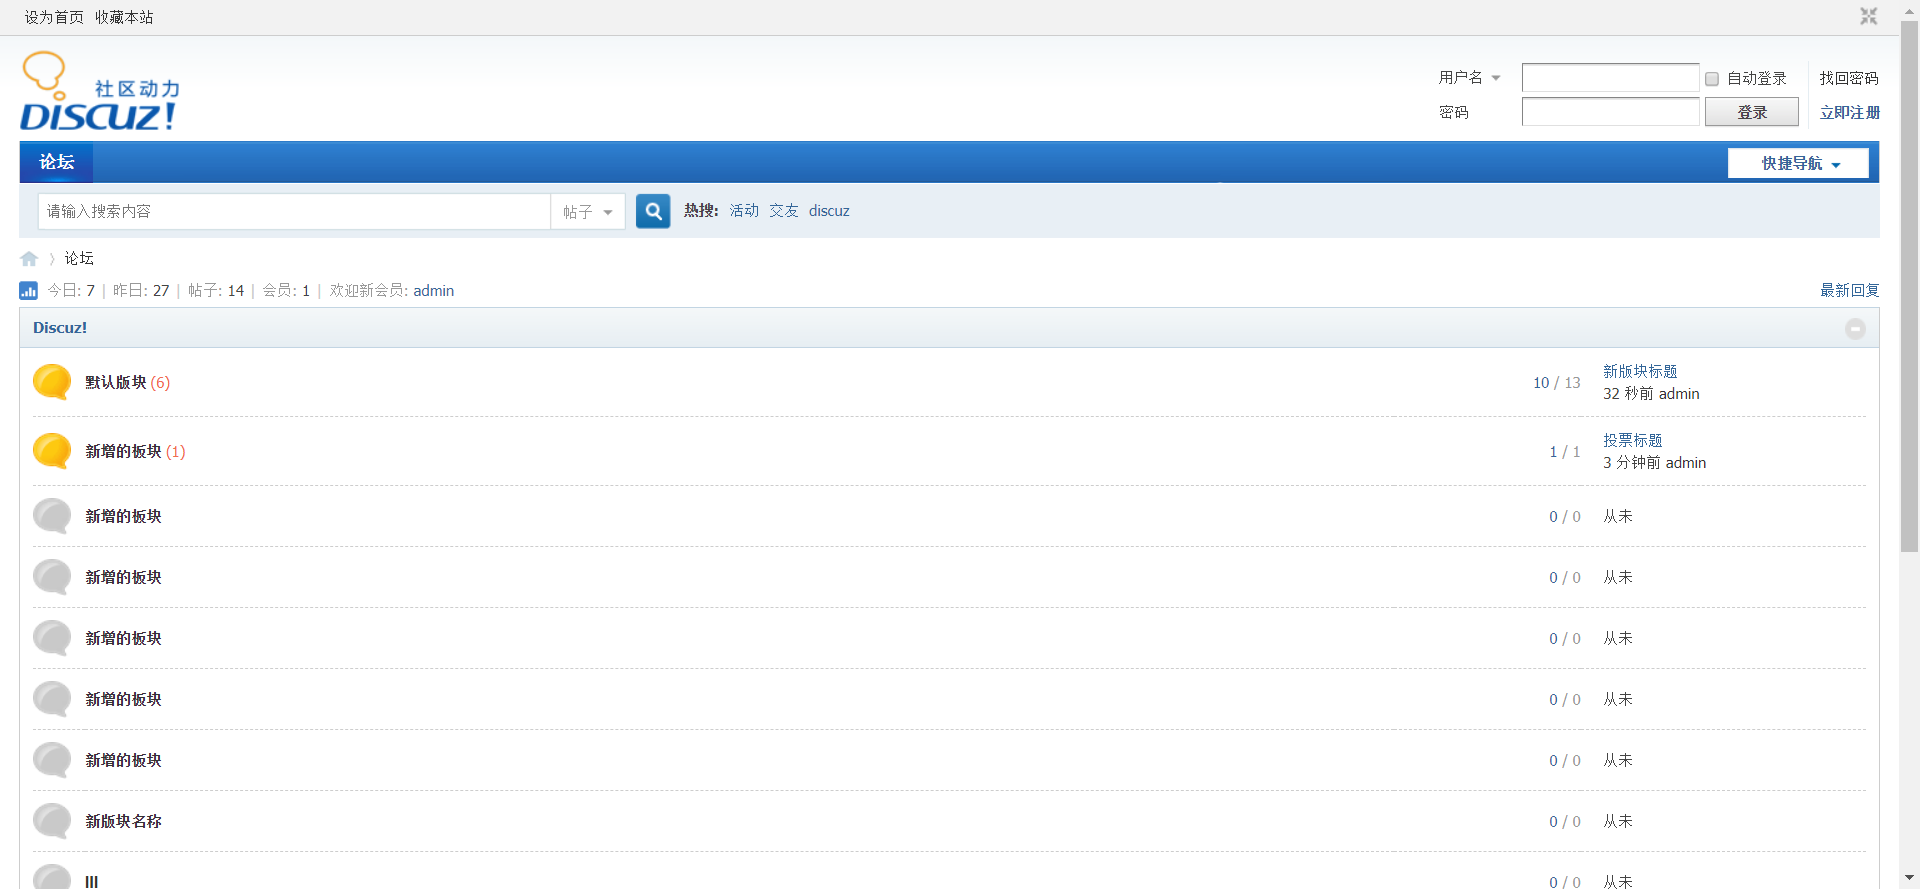 设为首页 收藏本站
社区动力
DISCUZ!
用户名 自动登录 找回密码
密码 登录 立即注册
论坛 快捷导航
请输入搜索内容 帖子 热搜: 活动 交友 discuz
论坛
今日: 7 | 昨日: 27 | 帖子: 14 | 会员: 1 | 欢迎新会员: admin 最新回复
Discuz!
默认版块 (6) 10 / 13 新版块标题
32 秒前 admin
新增的板块 (1) 1 / 1 投票标题
3 分钟前 admin
新增的板块 0 / 0 从未
新增的板块 0 / 0 从未
新增的板块 0 / 0 从未
新增的板块 0 / 0 从未
新增的板块 0 / 0 从未
新版块名称 0 / 0 从未
0 / 0 从未